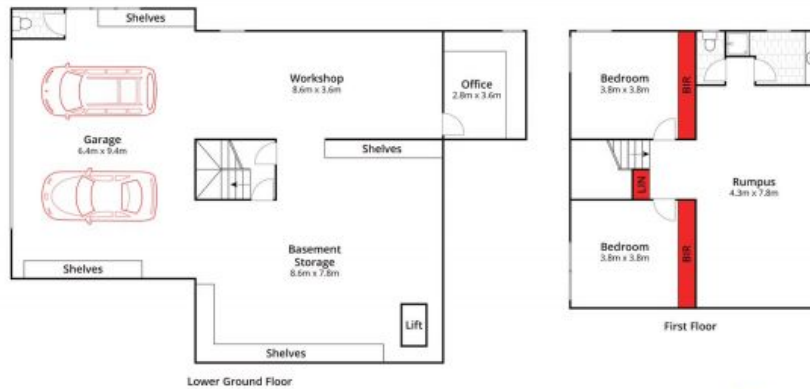 Shelves
Workshop
8.6m x 3.6m
Office
2.8m x 3.6m
Garage
6.4m x 9.4m
Shelves
Basement
Storage
8.6m x 7.8m
Shelves
Lift
Shelves
Lower Ground Floor
Bedroom
3.8m x 3.8m
BIR
LIN
Rumpus
4.3m x 7.8m
Bedroom
3.8m x 3.8m
BIR
First Floor